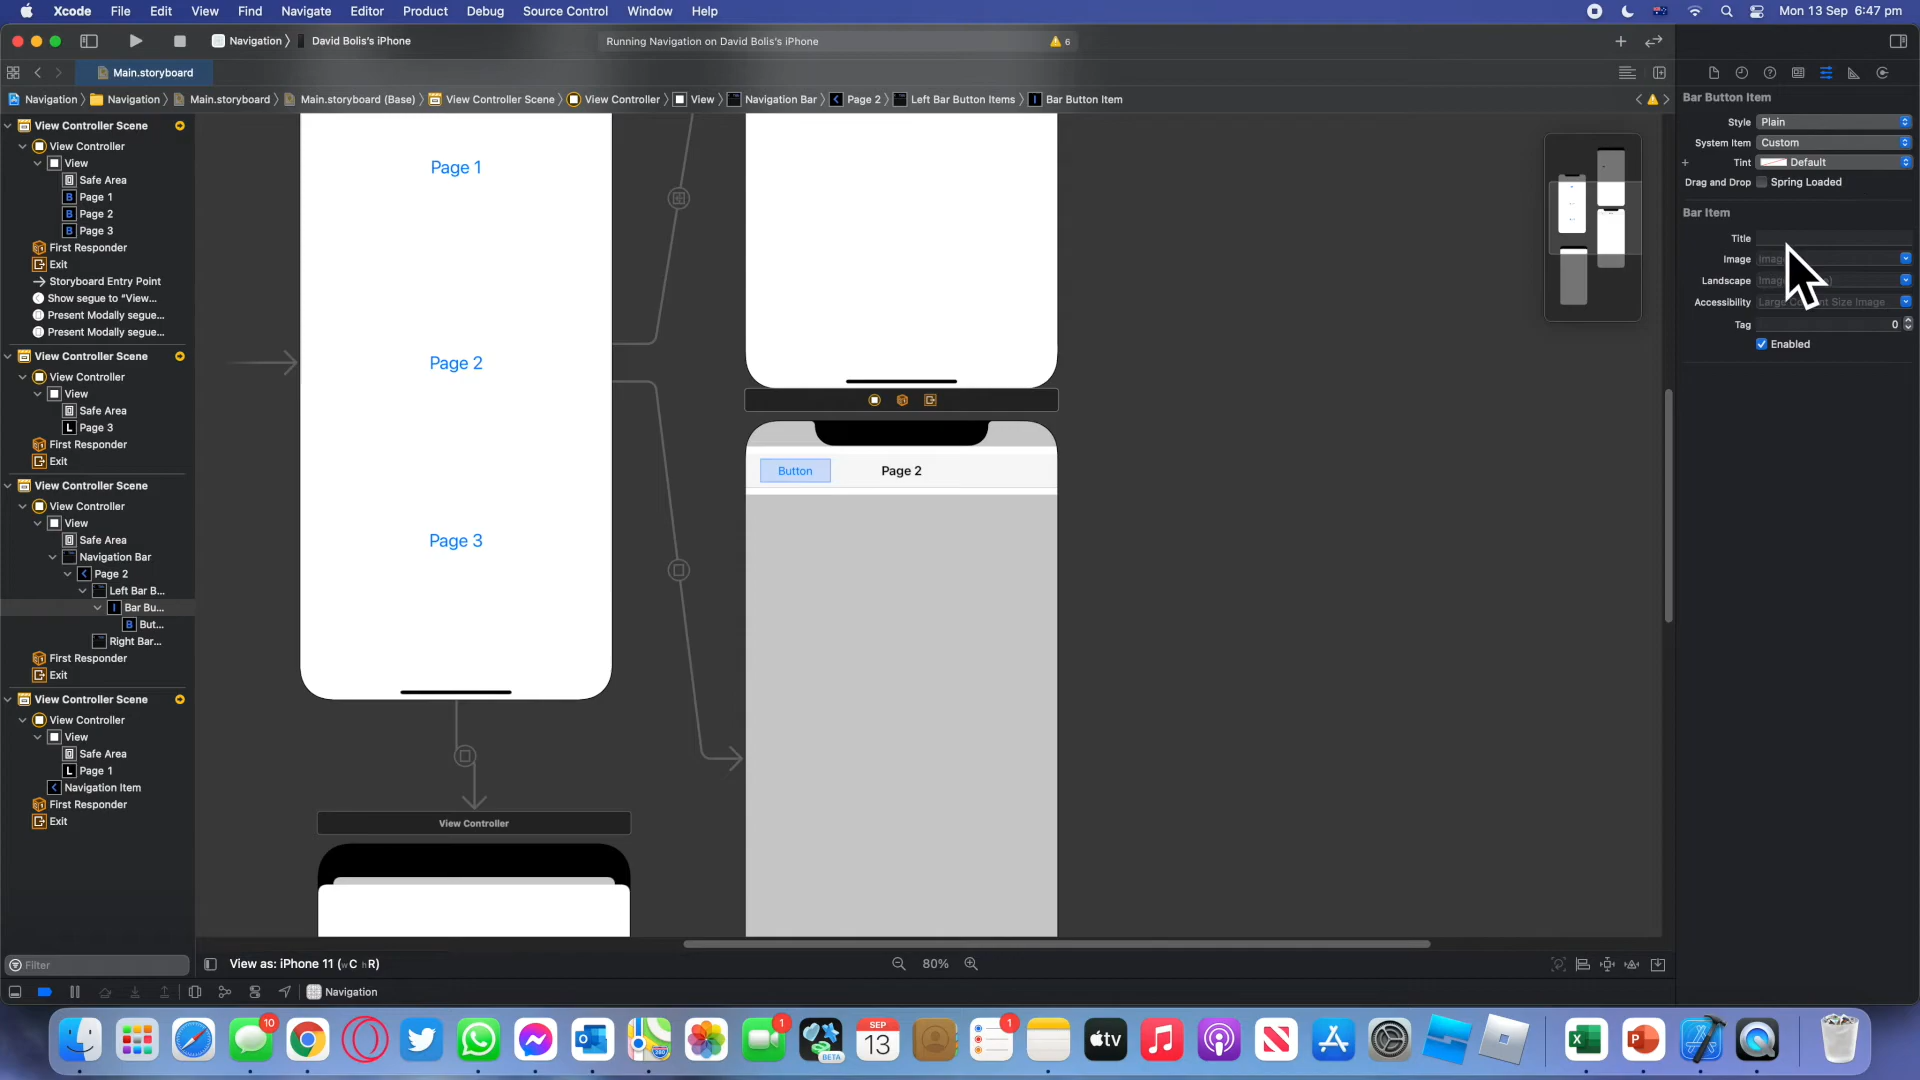 Xcode File Edit View Find Navigate Editor Product Debug Source Control Window Help Mon 13 Sep 6:47 pm
Navigation David Bolis's iPhone Running Navigation on David Bolis's iPhone 6
Main.storyboard
Navigation Navigation Main.storyboard Main.storyboard (Base) View Controller Scene View Controller View Navigation Bar Page 2 Left Bar Button Items Bar Button Item
View Controller Scene
View Controller
View
Safe Area
B Page 1
B Page 2
B Page 3
First Responder
Exit
Storyboard Entry Point
Show segue to "View...
Present Modally segue...
Present Modally segue...
View Controller Scene
View Controller
View
Safe Area
L Page 3
First Responder
Exit
View Controller Scene
View Controller
View
Safe Area
Navigation Bar
Page 2
Left Bar B...
Bar Bu...
B But...
Right Bar...
First Responder
Exit
View Controller Scene
View Controller
View
Safe Area
L Page 1
Navigation Item
First Responder
Exit
Filter
Page 1
Page 2
Page 3
View Controller
Button Page 2
View as: iPhone 11 (wC hR) 80%
Navigation
Bar Button Item
Style Plain
System Item Custom
Tint Default
Drag and Drop Spring Loaded
Bar Item
Title
Image
Landscape
Accessibility Size Image
Tag 0
Enabled
10
1
BETA
SEP
13
1
tv